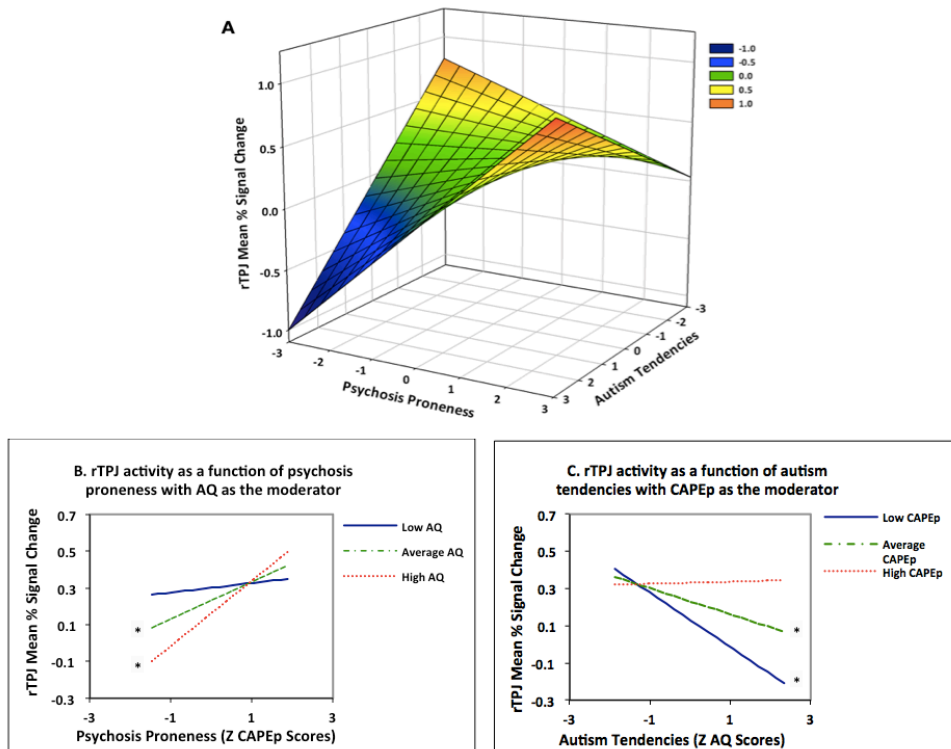 A
-1.0
-0.5
0.0
0.5
1.0
rTPJ Mean % Signal Change
1.0
0.5
0.0
-0.5
-1.0
-3
-2
-1
0
1
2
3
Psychosis Proneness
-3
-2
-1
0
1
2
3
Autism Tendencies
B. rTPJ activity as a function of psychosis
proneness with AQ as the moderator
rTPJ Mean % Signal Change
0.7
0.5
0.3
0.1
-0.1
-0.3
*
*
Low AQ
Average AQ
High AQ
-3 -1 1 3
Psychosis Proneness (Z CAPEp Scores)
C. rTPJ activity as a function of autism
tendencies with CAPEp as the moderator
rTPJ Mean % Signal Change
0.7
0.5
0.3
0.1
-0.1
-0.3
*
*
Low CAPEp
Average
CAPEp
High CAPEp
-3 -1 1 3
Autism Tendencies (Z AQ Scores)